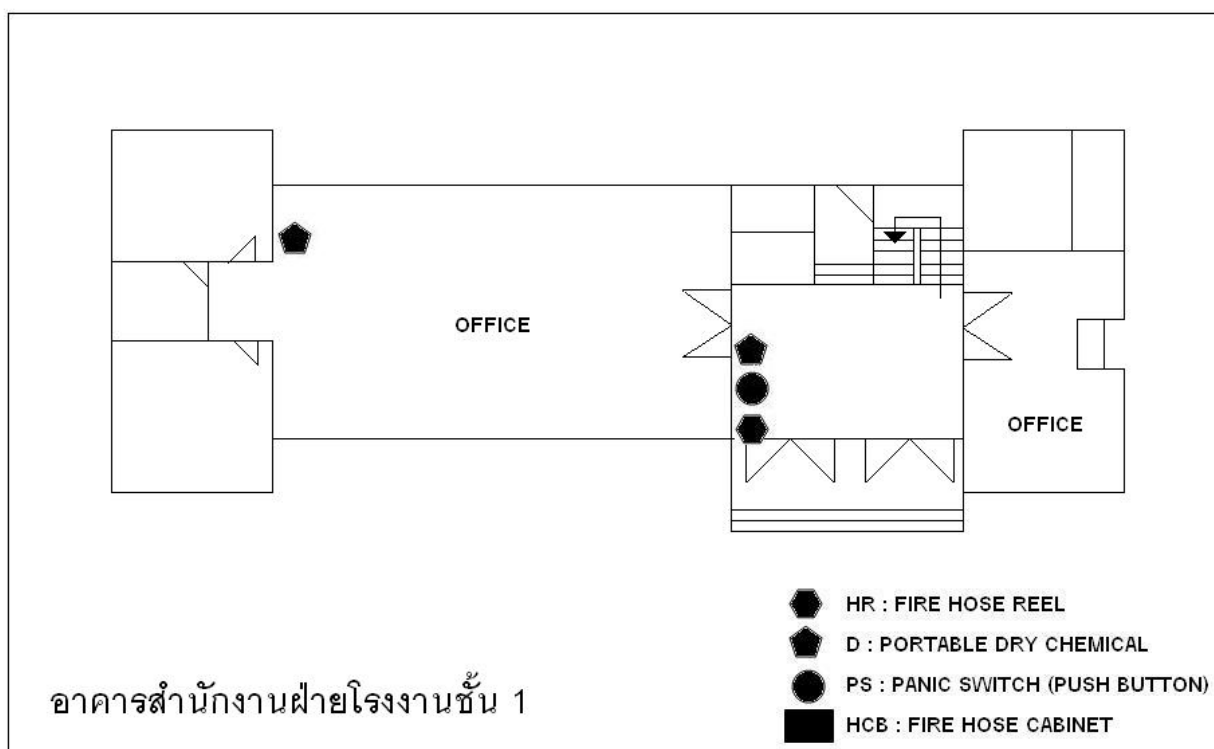 OFFICE
OFFICE
HR : FIRE HOSE REEL
D : PORTABLE DRY CHEMICAL
PS : PANIC SWITCH (PUSH BUTTON)
HCB : FIRE HOSE CABINET
อาคารสำนักงานฝ่ายโรงงานชั้น 1